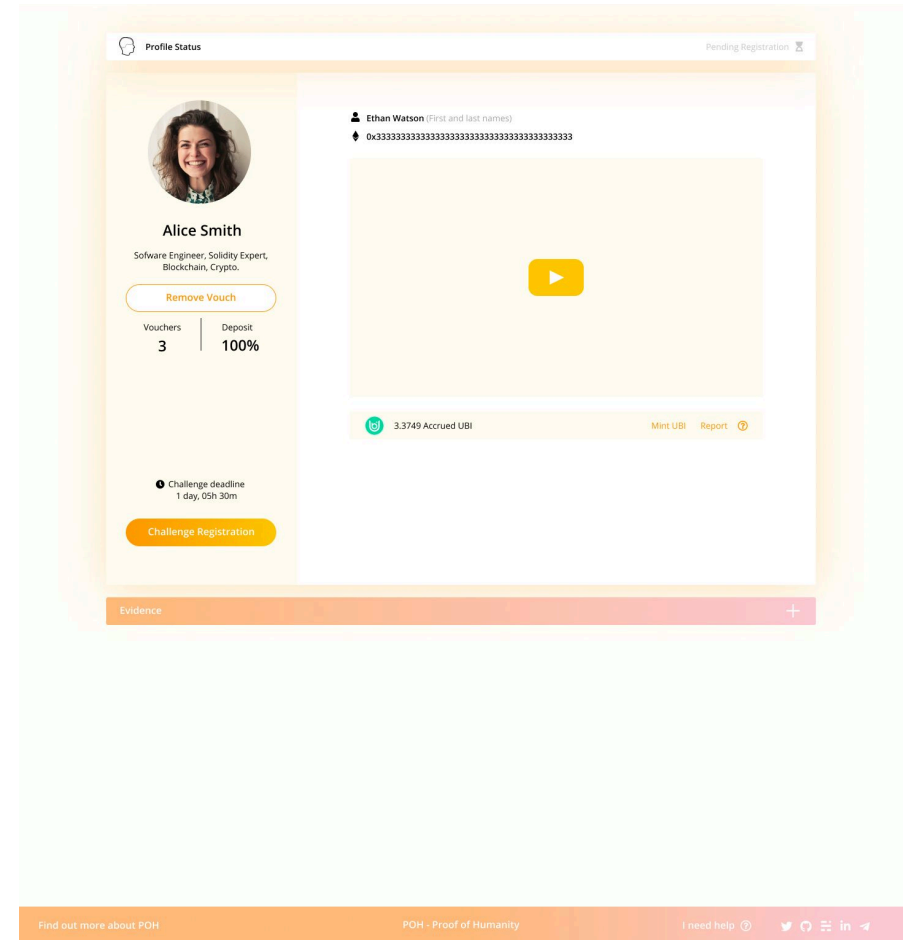 Profile Status
Pending Registration
Ethan Watson (First and last names)
0x3333333333333333333333333333333333333333
Alice Smith
Sofware Engineer, Solidity Expert,
Blockchain, Crypto.
Remove Vouch
Vouchers
Deposit
3
100%
3.3749 Accrued UBI
Mint UBI
Report
Challenge deadline
1 day, 05h 30m
Challenge Registration
Evidence
Find out more about POH
POH - Proof of Humanity
I need help